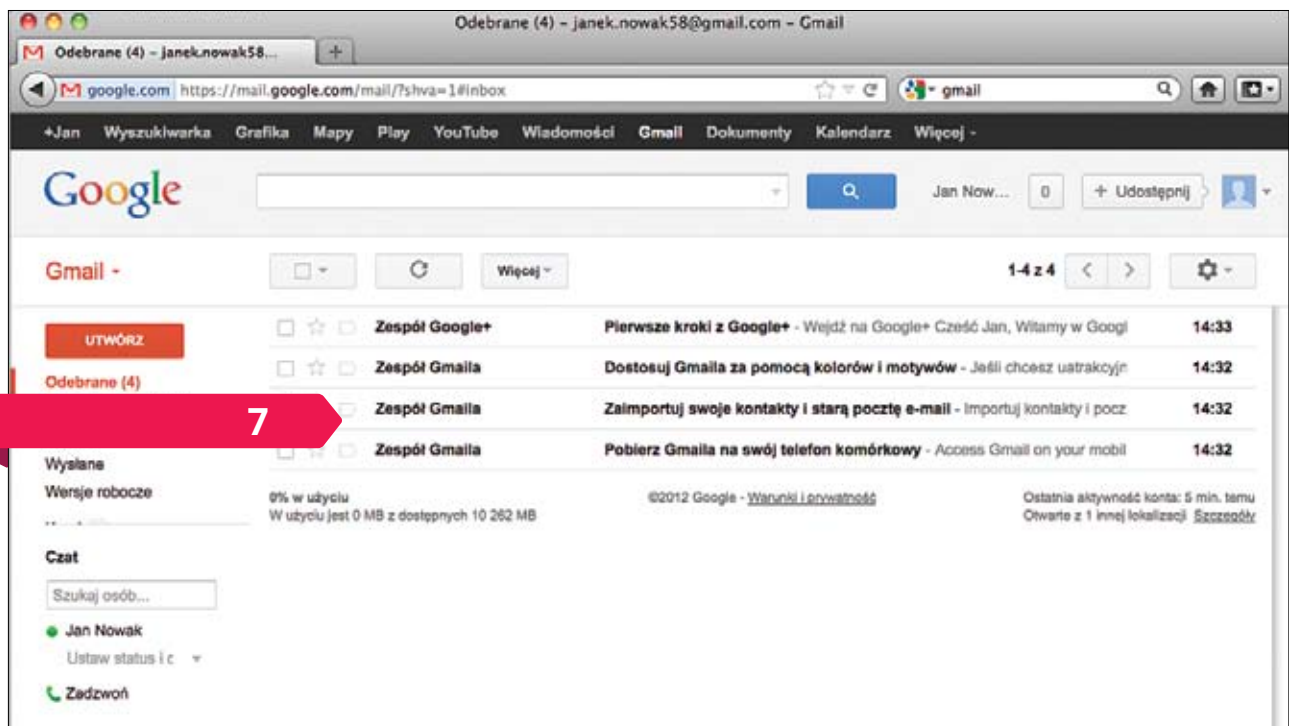 Odebrane (4) – janek.nowak58@gmail.com – Gmail
Odebrane (4) – janek.nowak58... +
google.com https://mail.google.com/mail/?shva=1#inbox gmail
+Jan Wyszukiwarka Grafika Mapy Play YouTube Wiadomości Gmail Dokumenty Kalendarz Więcej
Google Jan Now... 0 + Udostępnij
Gmail Więcej 1-4 z 4
UTWÓRZ
Zespół Google+ Pierwsze kroki z Google+ - Wejdź na Google+ Cześć Jan, Witamy w Googl 14:33
Zespół Gmaila Dostosuj Gmaila za pomocą kolorów i motywów - Jeśli chcesz uatrakcyjn 14:32
Odebrane (4)
7 Zespół Gmaila Zaimportuj swoje kontakty i starą pocztę e-mail - Importuj kontakty i pocz 14:32
Zespół Gmaila Pobierz Gmaila na swój telefon komórkowy - Access Gmail on your mobil 14:32
Wysłane
Wersje robocze
0% w użyciu ©2012 Google - Warunki i prywatność Ostatnia aktywność konta: 5 min. temu
W użyciu jest 0 MB z dostępnych 10 262 MB Otwarte z 1 innej lokalizacji Szczegóły
Czat
Szukaj osób...
Jan Nowak
Ustaw status i c
Zadzwoń